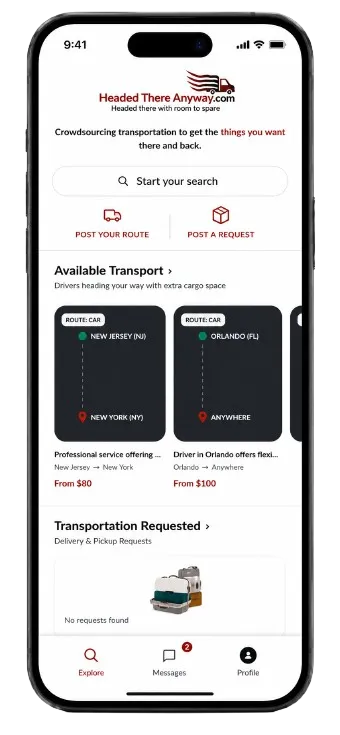 9:41
Headed There Anyway.com
Headed there with room to spare
Crowdsourcing transportation to get the things you want
there and back.
Start your search
POST YOUR ROUTE
POST A REQUEST
Available Transport ›
Drivers heading your way with extra cargo space
ROUTE: CAR
NEW JERSEY (NJ)
NEW YORK (NY)
ROUTE: CAR
ORLANDO (FL)
ANYWHERE
Professional service offering ...
New Jersey → New York
From $80
Driver in Orlando offers flexi...
Orlando → Anywhere
From $100
Transportation Requested ›
Delivery & Pickup Requests
No requests found
Explore
2
Messages
Profile